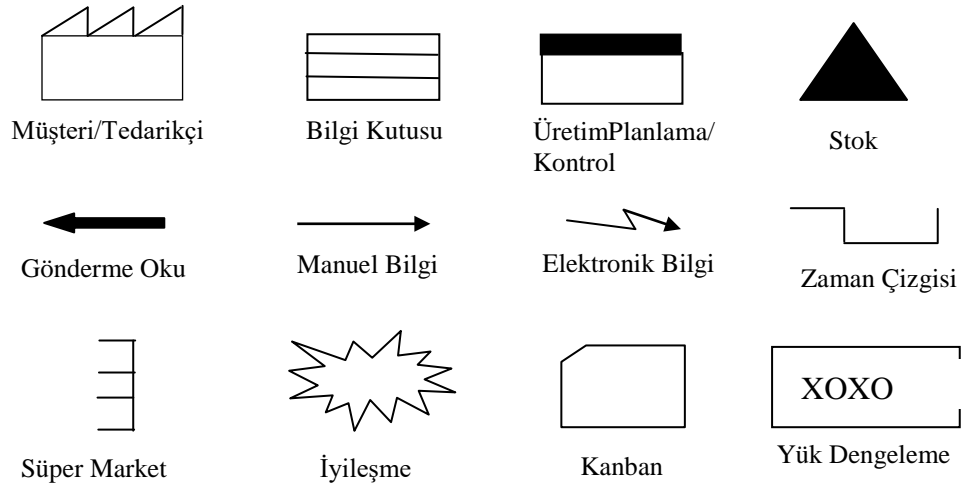 Müşteri/Tedarikçi
Bilgi Kutusu
ÜretimPlanlama/
Kontrol
Stok
Gönderme Oku
Manuel Bilgi
Elektronik Bilgi
Zaman Çizgisi
XOXO
Süper Market
İyileşme
Kanban
Yük Dengeleme